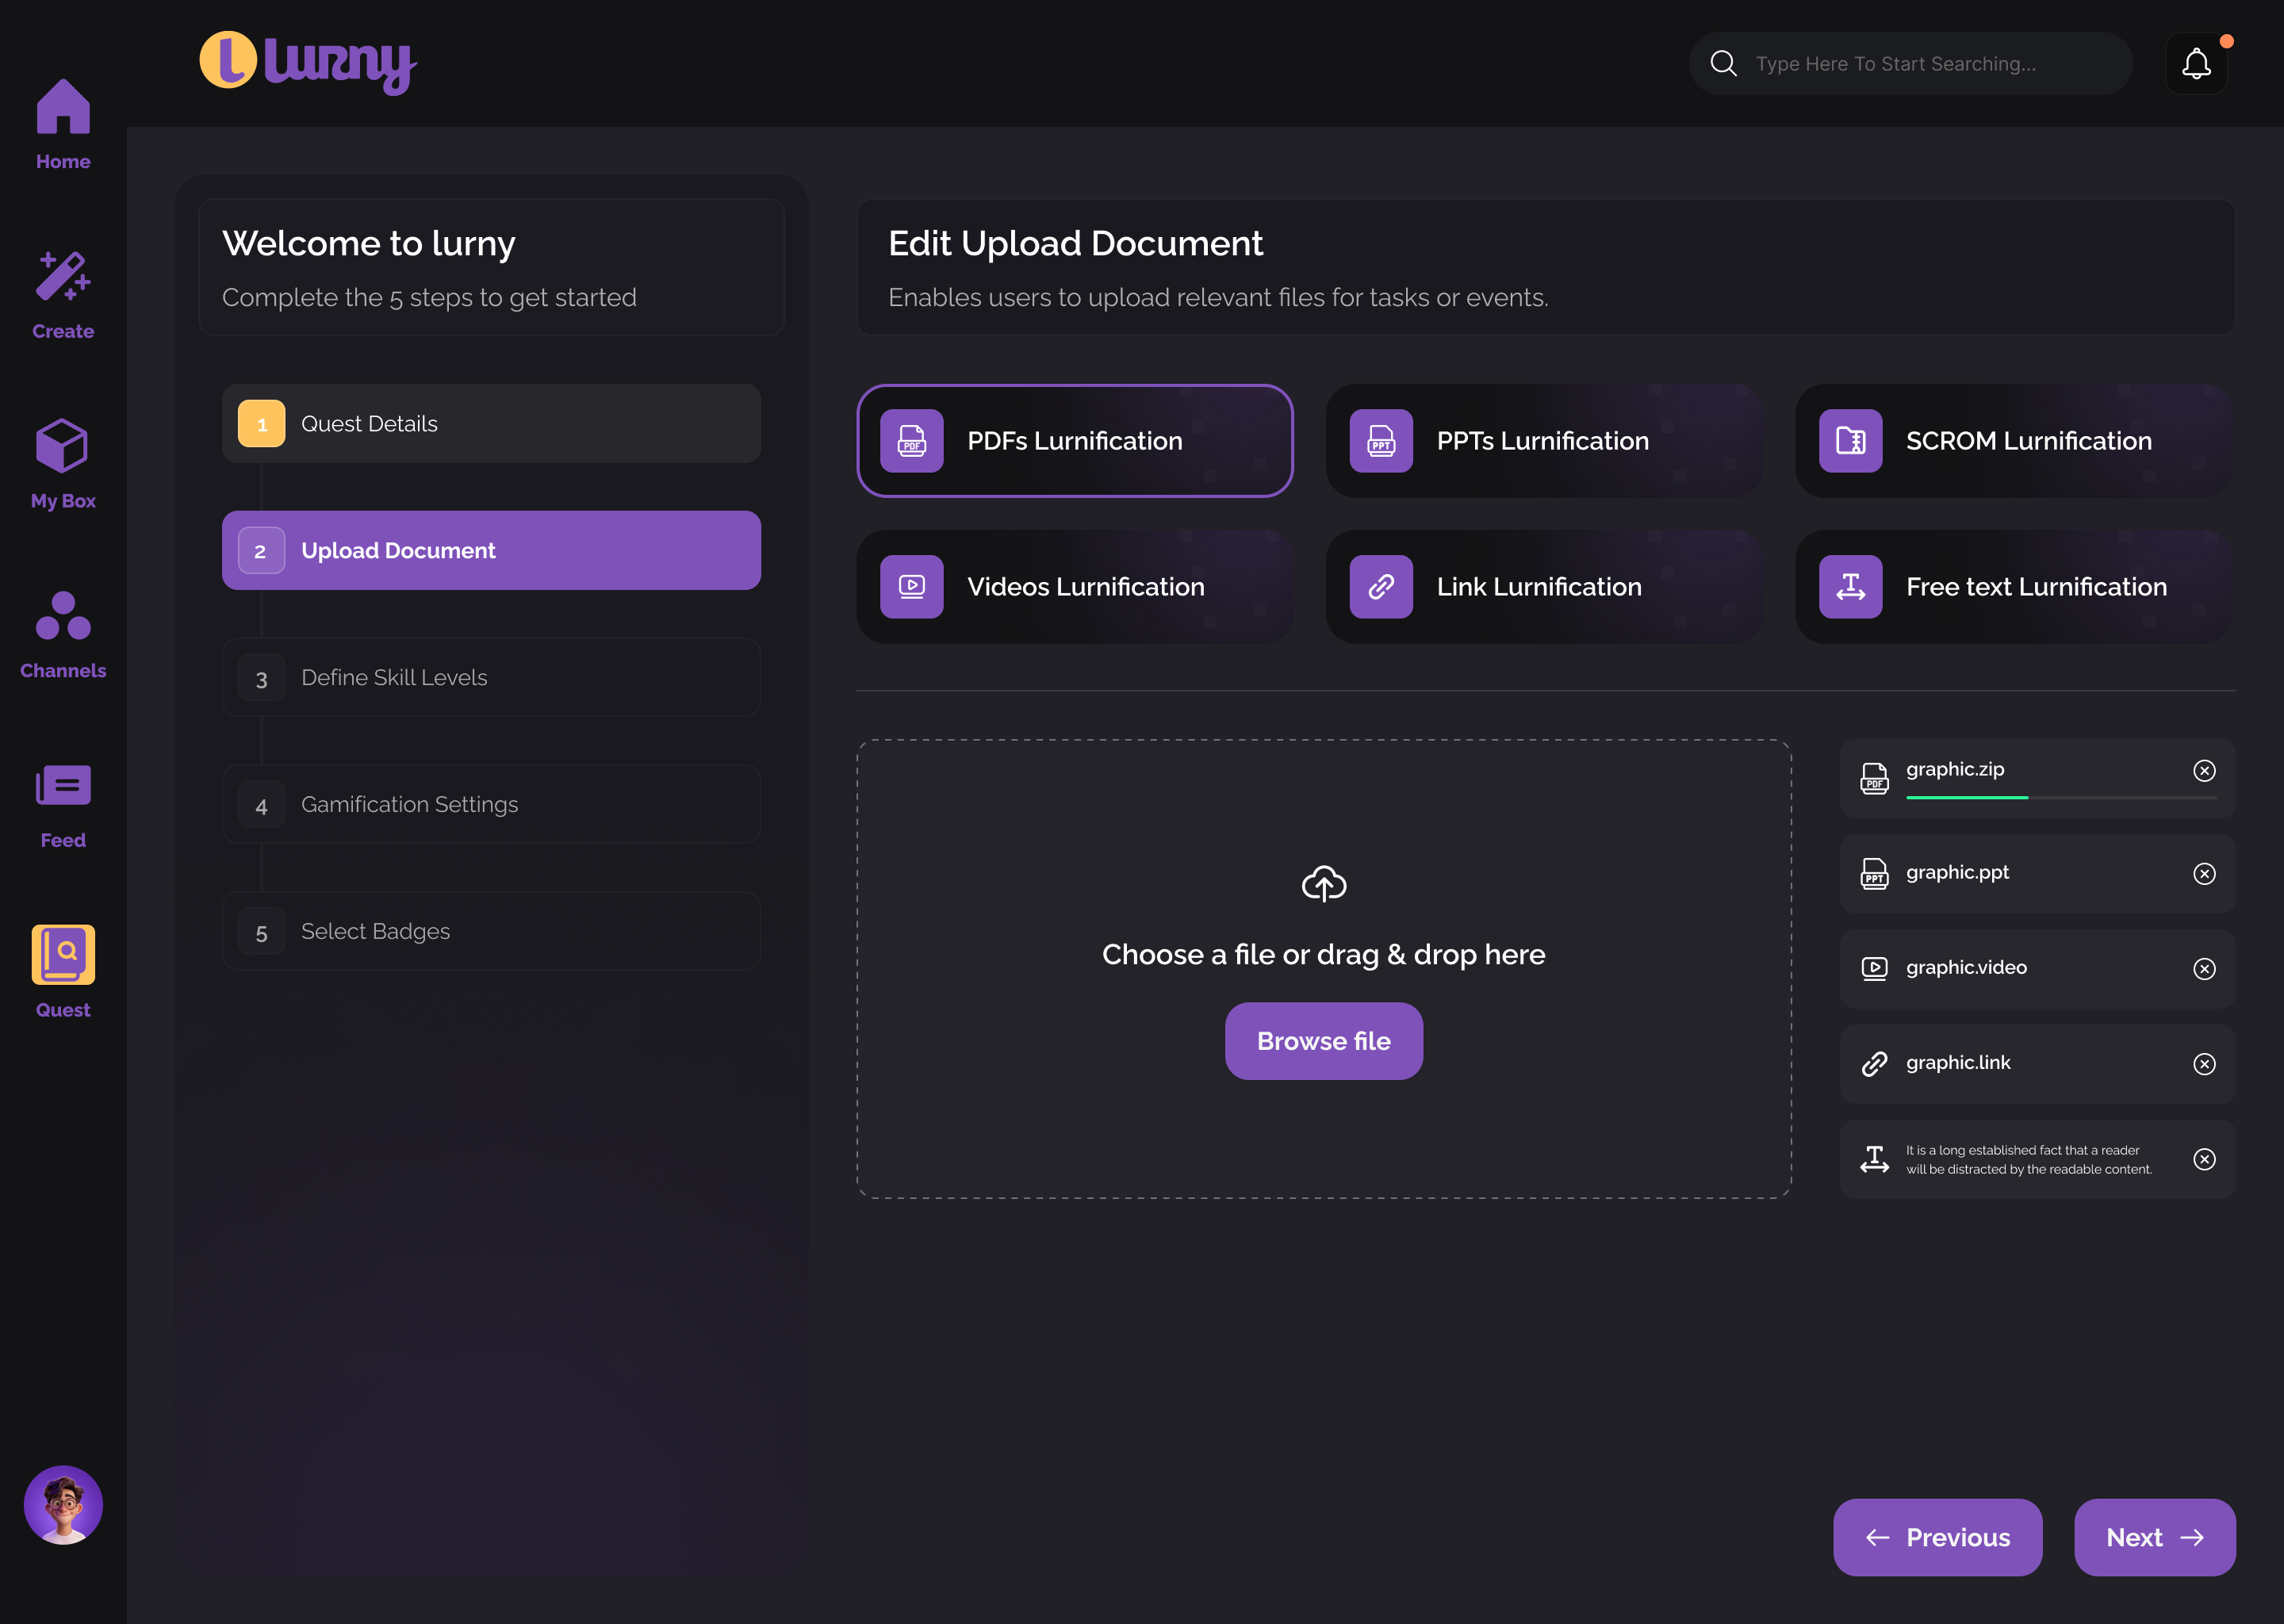 Lurny
Type Here To Start Searching...
Home
Create
My Box
Channels
Feed
Quest
Welcome to lurny
Complete the 5 steps to get started
1 Quest Details
2 Upload Document
3 Define Skill Levels
4 Gamification Settings
5 Select Badges
Edit Upload Document
Enables users to upload relevant files for tasks or events.
PDF PDFs Lurnification
PPT PPTs Lurnification
SCROM Lurnification
Videos Lurnification
Link Lurnification
Free text Lurnification
Choose a file or drag & drop here
Browse file
PDF graphic.zip
PPT graphic.ppt
graphic.video
graphic.link
It is a long established fact that a reader
will be distracted by the readable content.
Previous
Next